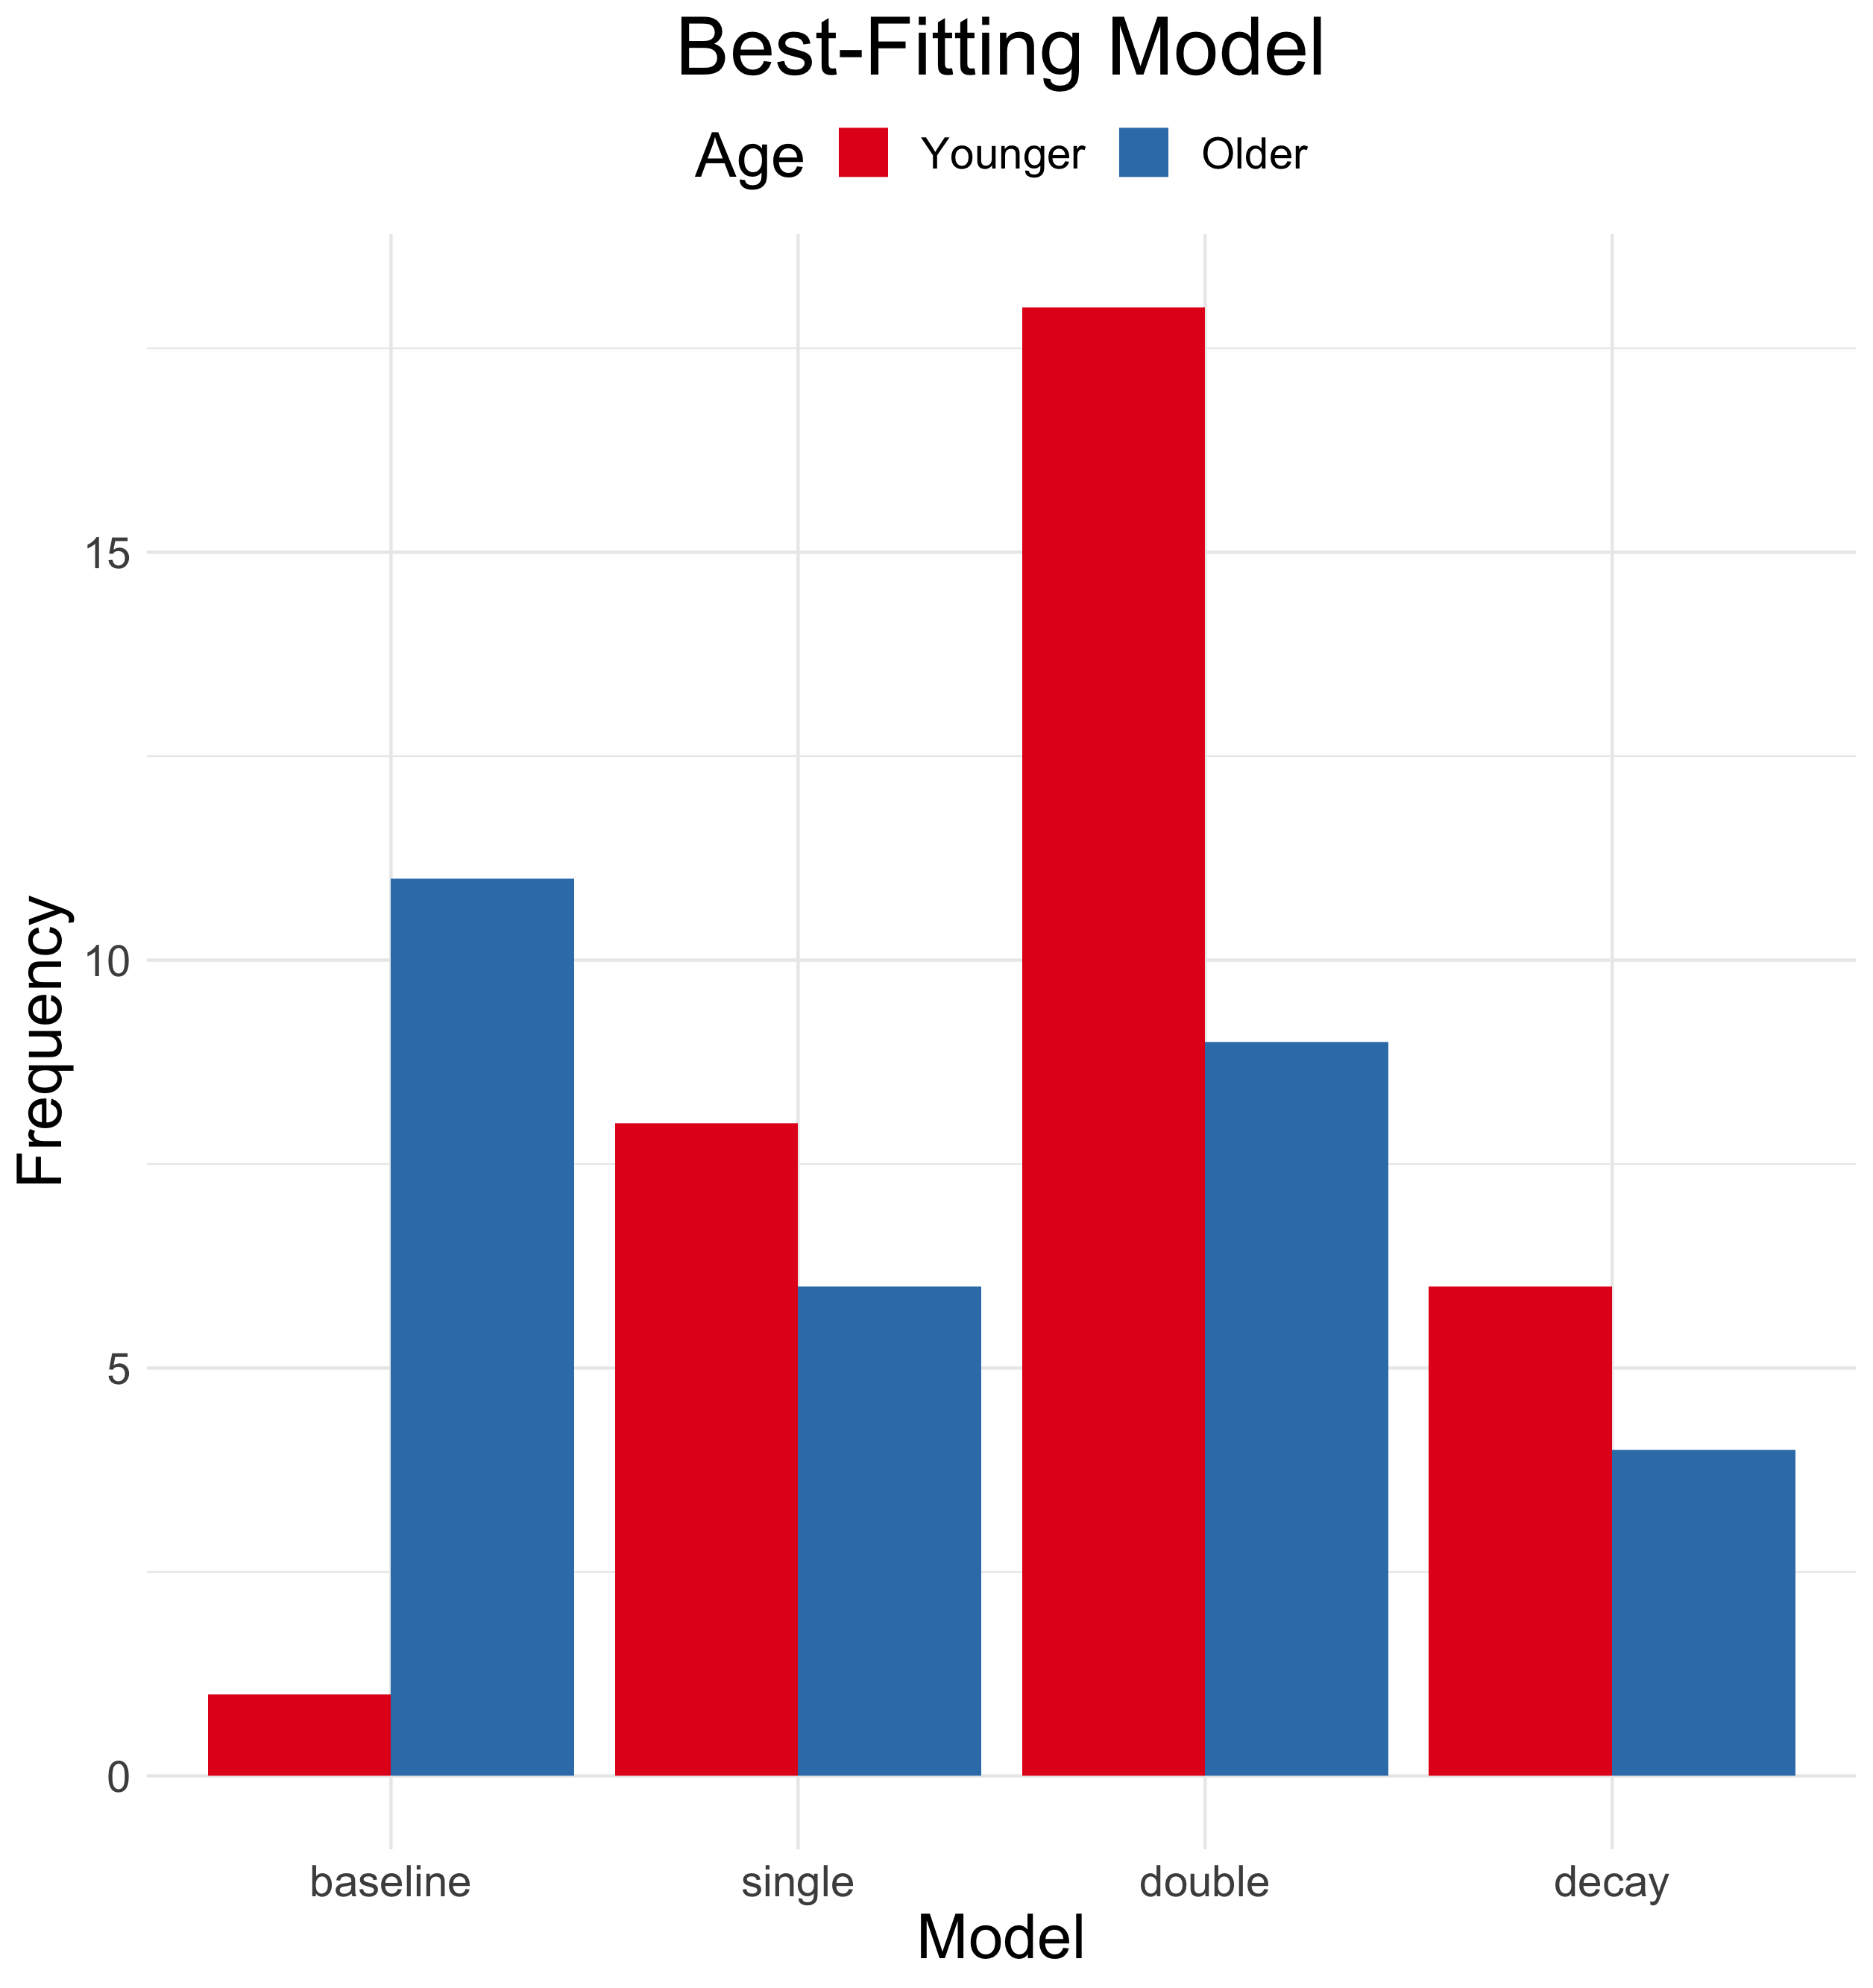 Best-Fitting Model
Age Younger Older
15
10
5
0
Frequency
baseline single double decay
Model